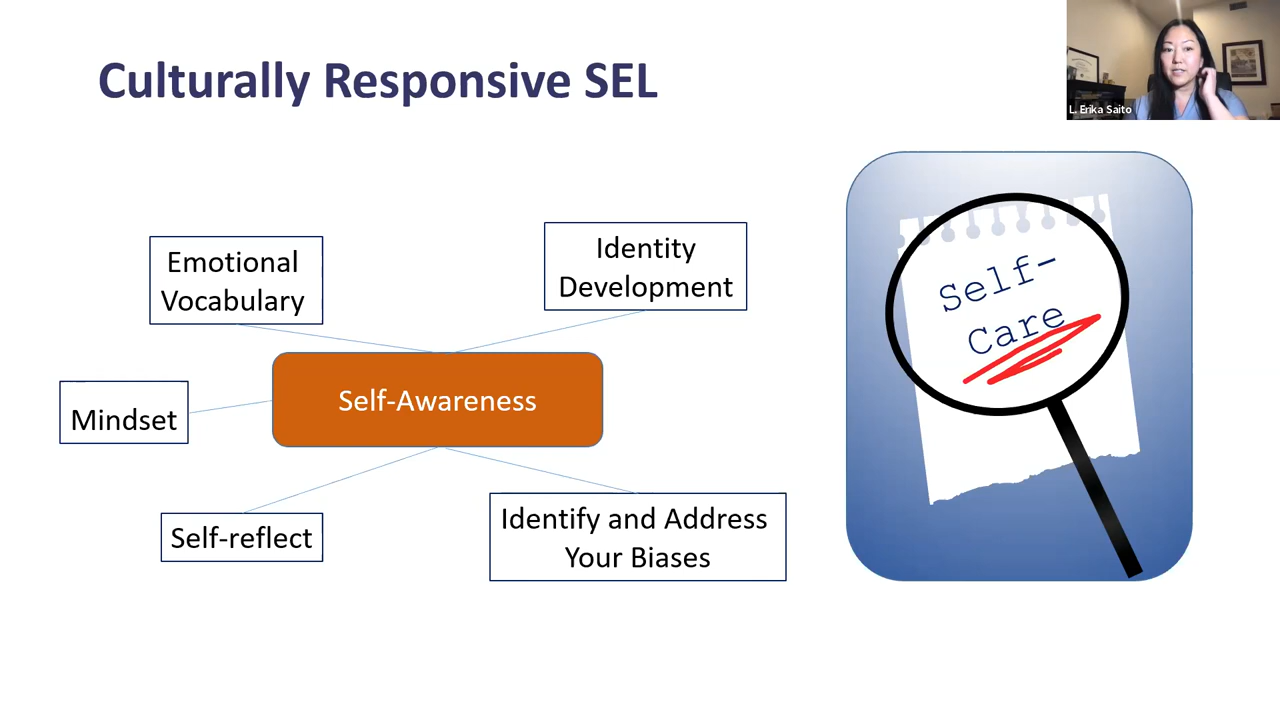 Culturally Responsive SEL
L. Erika Saito
Emotional
Vocabulary
Identity
Development
Mindset
Self-Awareness
Self-reflect
Identify and Address
Your Biases
Self-
Care